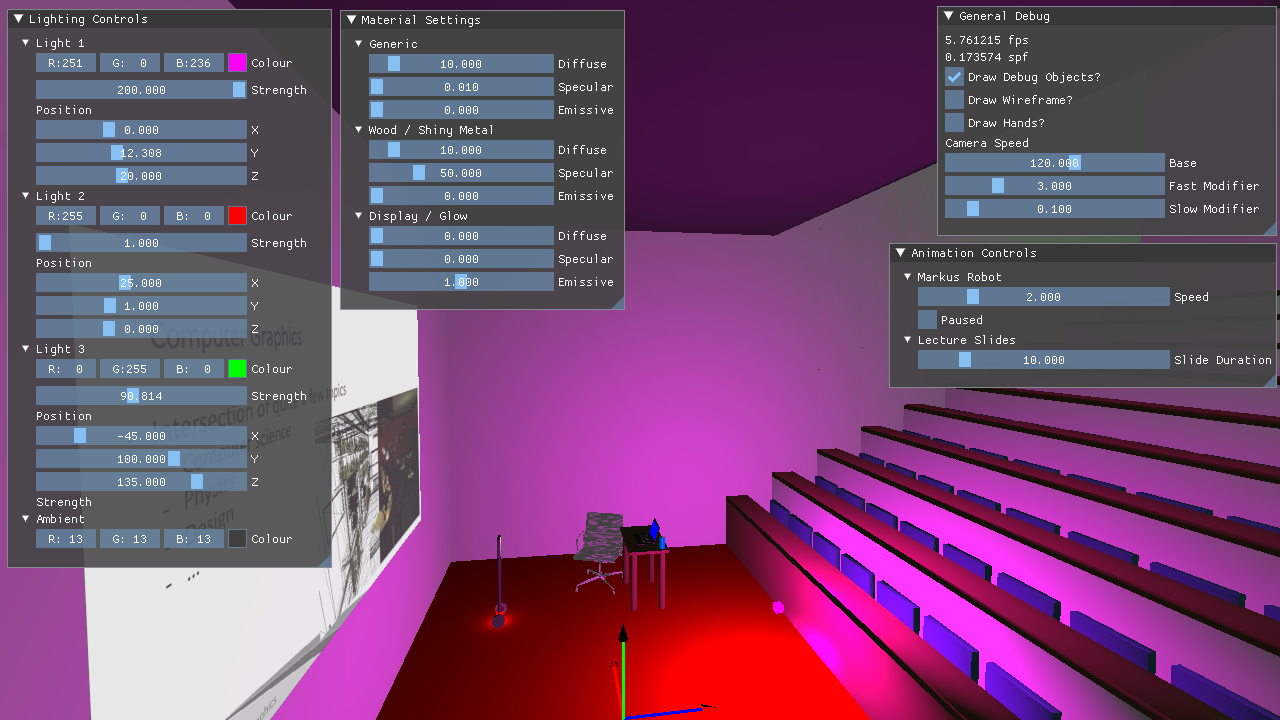 Lighting Controls
Light 1
R:251 G: 0 B:236 Colour
200.000 Strength
Position
0.000 X
12.308 Y
20.000 Z
Light 2
R:255 G: 0 B: 0 Colour
1.000 Strength
Position
25.000 X
1.000 Y
0.000 Z
Light 3
R: 0 G:255 B: 0 Colour
90.814 Strength
Position
-45.000 X
100.000 Y
135.000 Z
Strength
Ambient
R: 13 G: 13 B: 13 Colour
Material Settings
Generic
10.000 Diffuse
0.010 Specular
0.000 Emissive
Wood / Shiny Metal
10.000 Diffuse
50.000 Specular
0.000 Emissive
Display / Glow
0.000 Diffuse
0.000 Specular
1.000 Emissive
General Debug
5.761215 fps
0.173574 spf
Draw Debug Objects?
Draw Wireframe?
Draw Hands?
Camera Speed
120.000 Base
3.000 Fast Modifier
0.100 Slow Modifier
Animation Controls
Markus Robot
2.000 Speed
Paused
Lecture Slides
10.000 Slide Duration
Computer Graphics
Intersection of quite a few topics
- Computer Science
- Physics
- Design
- ...